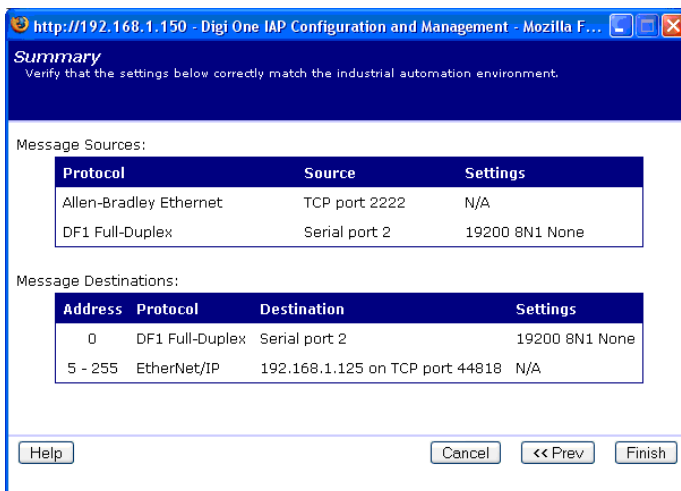 http://192.168.1.150 - Digi One IAP Configuration and Management - Mozilla F...
Summary
Verify that the settings below correctly match the industrial automation environment.
Message Sources:
Protocol Source Settings
Allen-Bradley Ethernet TCP port 2222 N/A
DF1 Full-Duplex Serial port 2 19200 8N1 None
Message Destinations:
Address Protocol Destination Settings
0 DF1 Full-Duplex Serial port 2 19200 8N1 None
5 - 255 EtherNet/IP 192.168.1.125 on TCP port 44818 N/A
Help Cancel << Prev Finish